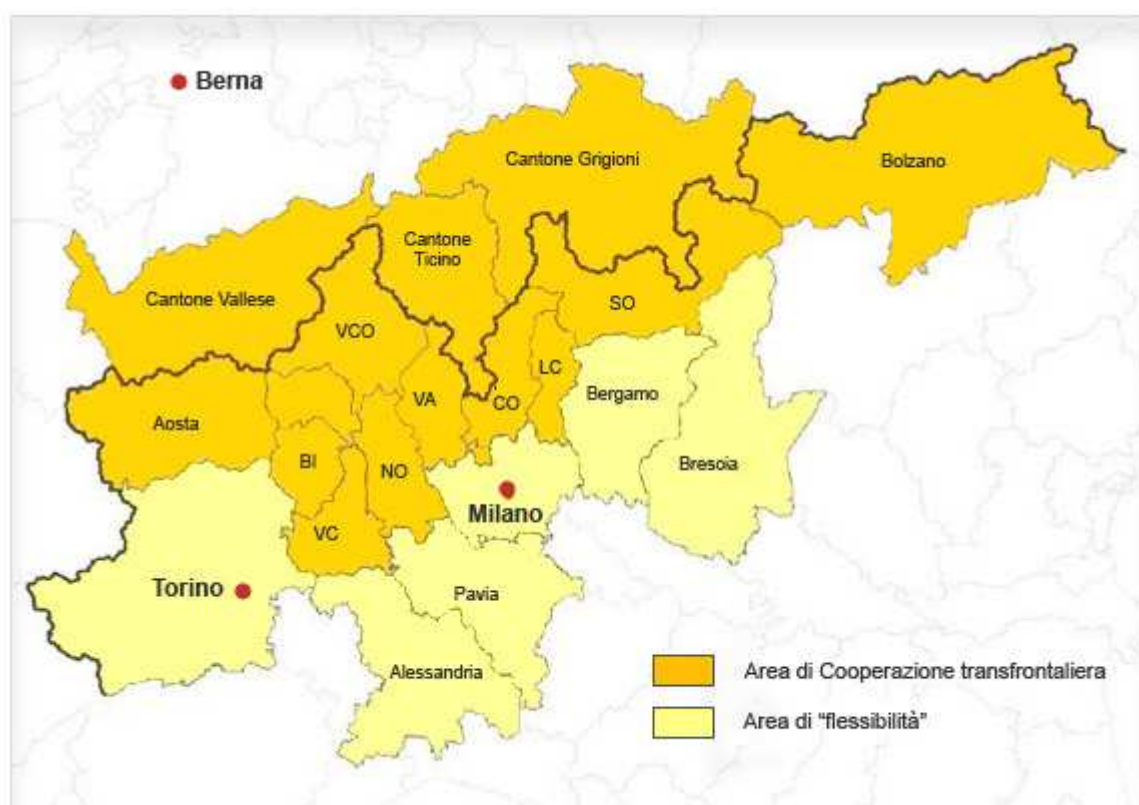 Berna
Cantone Grigioni
Bolzano
Cantone
Ticino
Cantone Vallese
SO
VCO
LC
VA
CO
Bergamo
Aosta
BI
NO
Bresoia
Milano
VC
Torino
Pavia
Alessandria
Area di Cooperazione transfrontaliera
Area di “flessibilità”